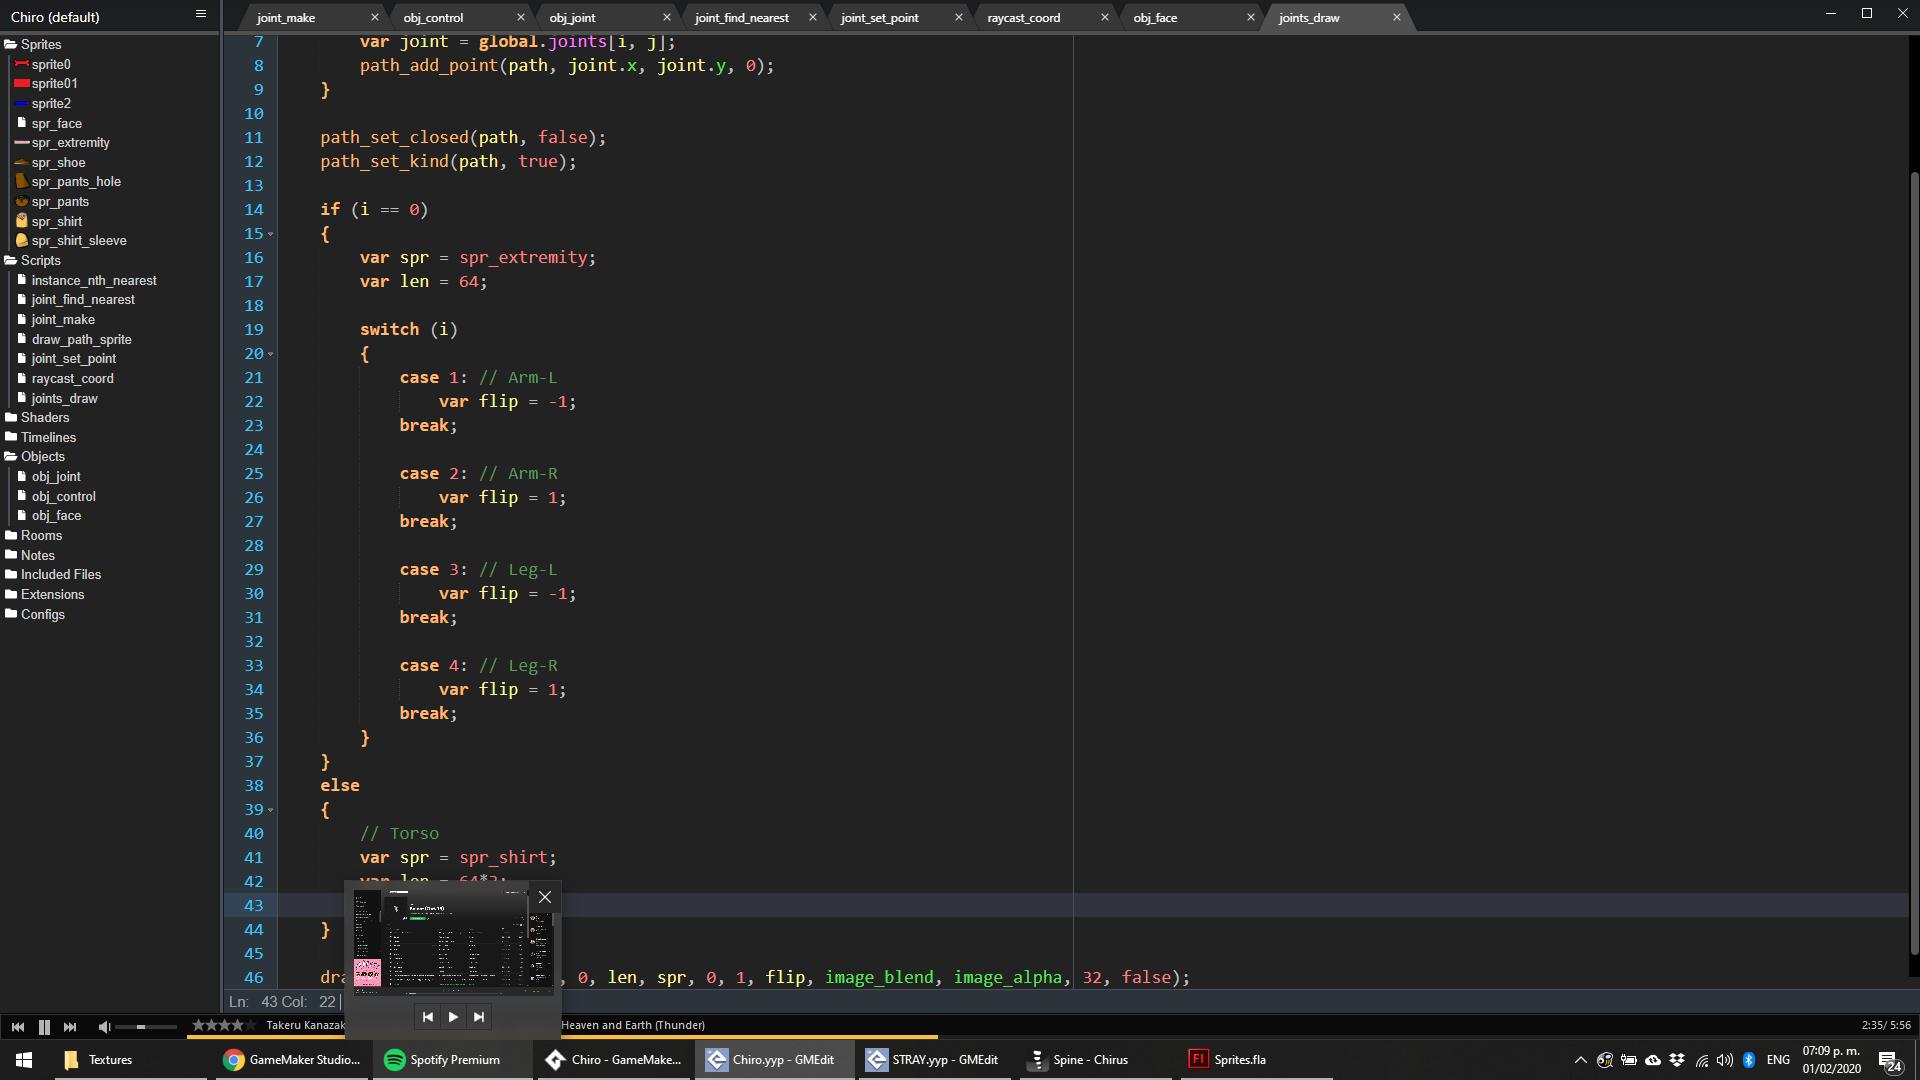 Chiro (default)
joint_make
obj_control
obj_joint
joint_find_nearest
joint_set_point
raycast_coord
obj_face
joints_draw
Sprites
sprite0
sprite01
sprite2
spr_face
spr_extremity
spr_shoe
spr_pants_hole
spr_pants
spr_shirt
spr_shirt_sleeve
Scripts
instance_nth_nearest
joint_find_nearest
joint_make
draw_path_sprite
joint_set_point
raycast_coord
joints_draw
Shaders
Timelines
Objects
obj_joint
obj_control
obj_face
Rooms
Notes
Included Files
Extensions
Configs
7 var joint = global.joints[i, j];
8 path_add_point(path, joint.x, joint.y, 0);
9 }
10
11 path_set_closed(path, false);
12 path_set_kind(path, true);
13
14 if (i == 0)
15 {
16 var spr = spr_extremity;
17 var len = 64;
18
19 switch (i)
20 {
21 case 1: // Arm-L
22 var flip = -1;
23 break;
24
25 case 2: // Arm-R
26 var flip = 1;
27 break;
28
29 case 3: // Leg-L
30 var flip = -1;
31 break;
32
33 case 4: // Leg-R
34 var flip = 1;
35 break;
36 }
37 }
38 else
39 {
40 // Torso
41 var spr = spr_shirt;
42 var len = 64*3;
43
44 }
45
46 dra , 0, len, spr, 0, 1, flip, image_blend, image_alpha, 32, false);
Ln: 43 Col: 22
Takeru Kanazak Heaven and Earth (Thunder) 2:35/ 5:56
Textures
GameMaker Studio...
Spotify Premium
Chiro - GameMake...
Chiro.yyp - GMEdit
STRAY.yyp - GMEdit
Spine - Chirus
Fl Sprites.fla
ENG
07:09 p. m.
01/02/2020
24